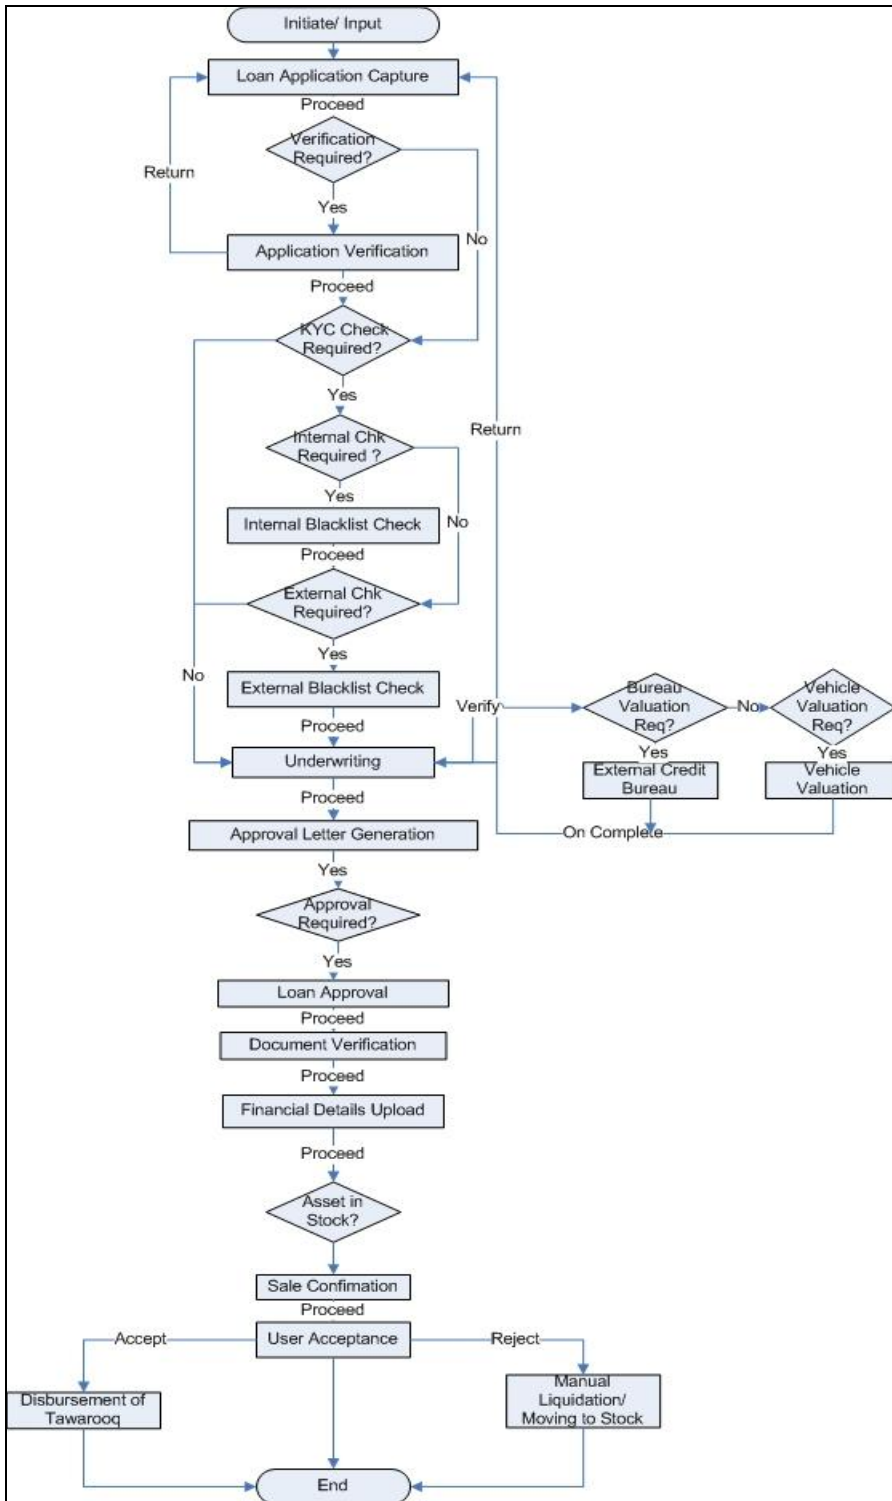 Initiate/ Input
Loan Application Capture
Proceed
Verification
Required?
Return
Yes
No
Application Verification
Proceed
KYC Check
Required?
Yes
Internal Chk
Required ?
Return
Yes
No
Internal Blacklist Check
Proceed
External Chk
Required?
Yes
No
External Blacklist Check
Proceed
Verify
Bureau
Valuation
Req?
No
Vehicle
Valuation
Req?
Yes
Yes
Underwriting
External Credit
Bureau
Vehicle
Valuation
Proceed
Approval Letter Generation
On Complete
Yes
Approval
Required?
Yes
Loan Approval
Proceed
Document Verification
Proceed
Financial Details Upload
Proceed
Asset in
Stock?
Sale Confimation
Proceed
Accept
User Acceptance
Reject
Disbursement of
Tawarooq
Manual
Liquidation/
Moving to Stock
End